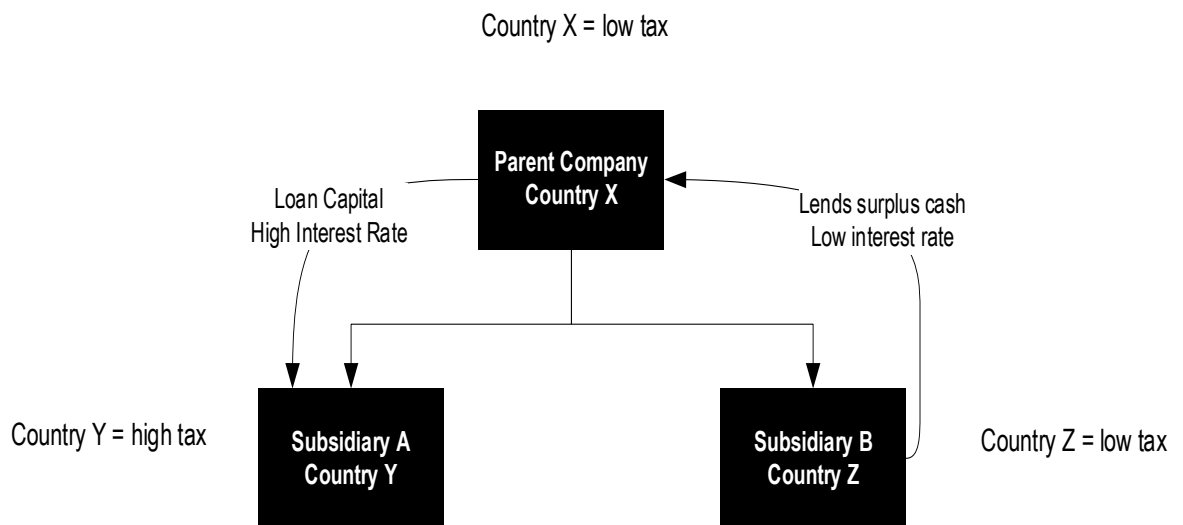 Country X = low tax
Parent Company
Country X
Loan Capital
High Interest Rate
Lends surplus cash
Low interest rate
Country Y = high tax
Subsidiary A
Country Y
Subsidiary B
Country Z
Country Z = low tax